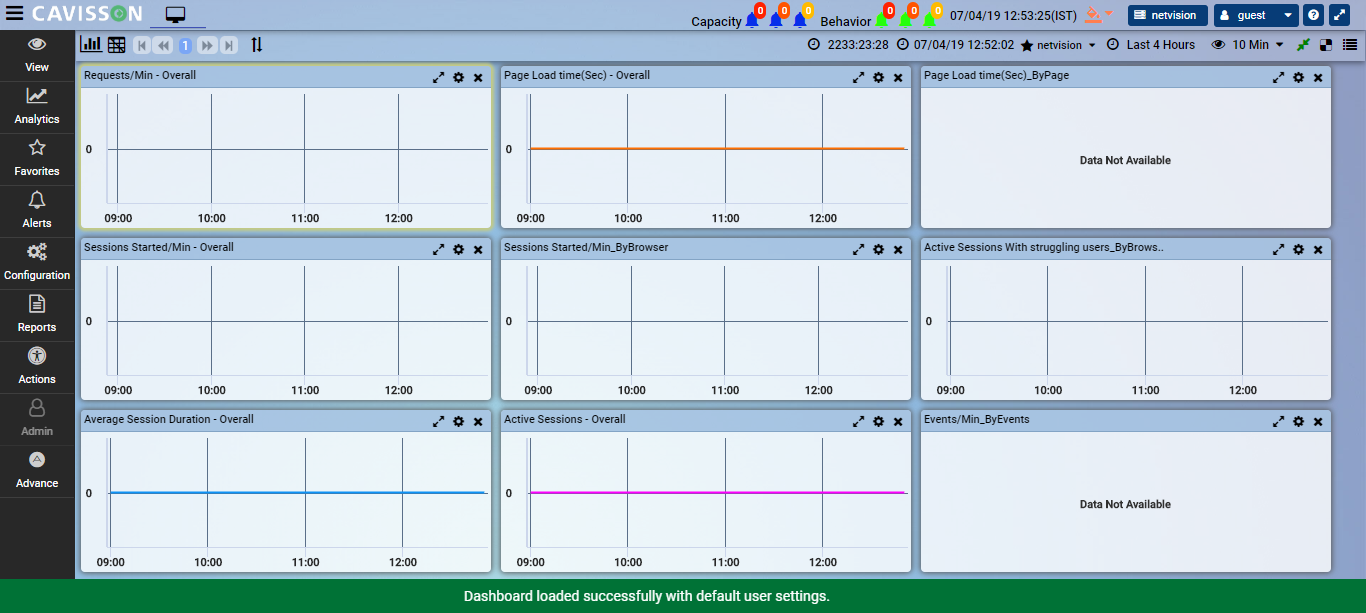 CAVISSON
Capacity 0 0 0 Behavior 0 0 0 07/04/19 12:53:25(IST) netvision guest
1 2233:23:28 07/04/19 12:52:02 netvision Last 4 Hours 10 Min
View
Analytics
Favorites
Alerts
Configuration
Reports
Actions
Admin
Advance
Requests/Min - Overall
0
09:00 10:00 11:00 12:00
Page Load time(Sec) - Overall
0
09:00 10:00 11:00 12:00
Page Load time(Sec)_ByPage
Data Not Available
Sessions Started/Min - Overall
0
09:00 10:00 11:00 12:00
Sessions Started/Min_ByBrowser
0
09:00 10:00 11:00 12:00
Active Sessions With struggling users_ByBrows..
0
09:00 10:00 11:00 12:00
Average Session Duration - Overall
0
09:00 10:00 11:00 12:00
Active Sessions - Overall
0
09:00 10:00 11:00 12:00
Events/Min_ByEvents
Data Not Available
Dashboard loaded successfully with default user settings.